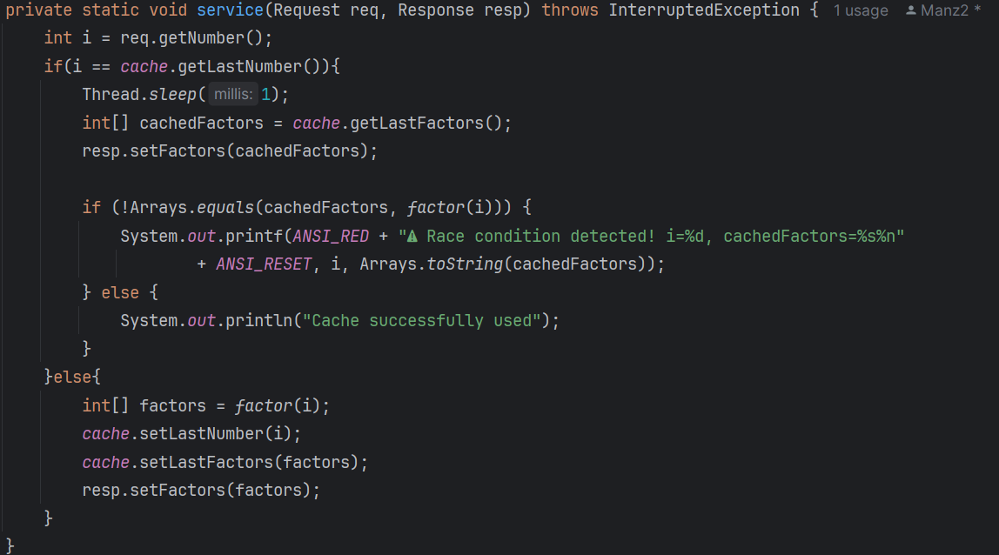 private static void service(Request req, Response resp) throws InterruptedException { 1 usage Manz2 *
    int i = req.getNumber();
    if(i == cache.getLastNumber()){
        Thread.sleep( millis: 1);
        int[] cachedFactors = cache.getLastFactors();
        resp.setFactors(cachedFactors);

        if (!Arrays.equals(cachedFactors, factor(i))) {
            System.out.printf(ANSI_RED + "⚠ Race condition detected! i=%d, cachedFactors=%s%n"
                    + ANSI_RESET, i, Arrays.toString(cachedFactors));
        } else {
            System.out.println("Cache successfully used");
        }
    }else{
        int[] factors = factor(i);
        cache.setLastNumber(i);
        cache.setLastFactors(factors);
        resp.setFactors(factors);
    }
}